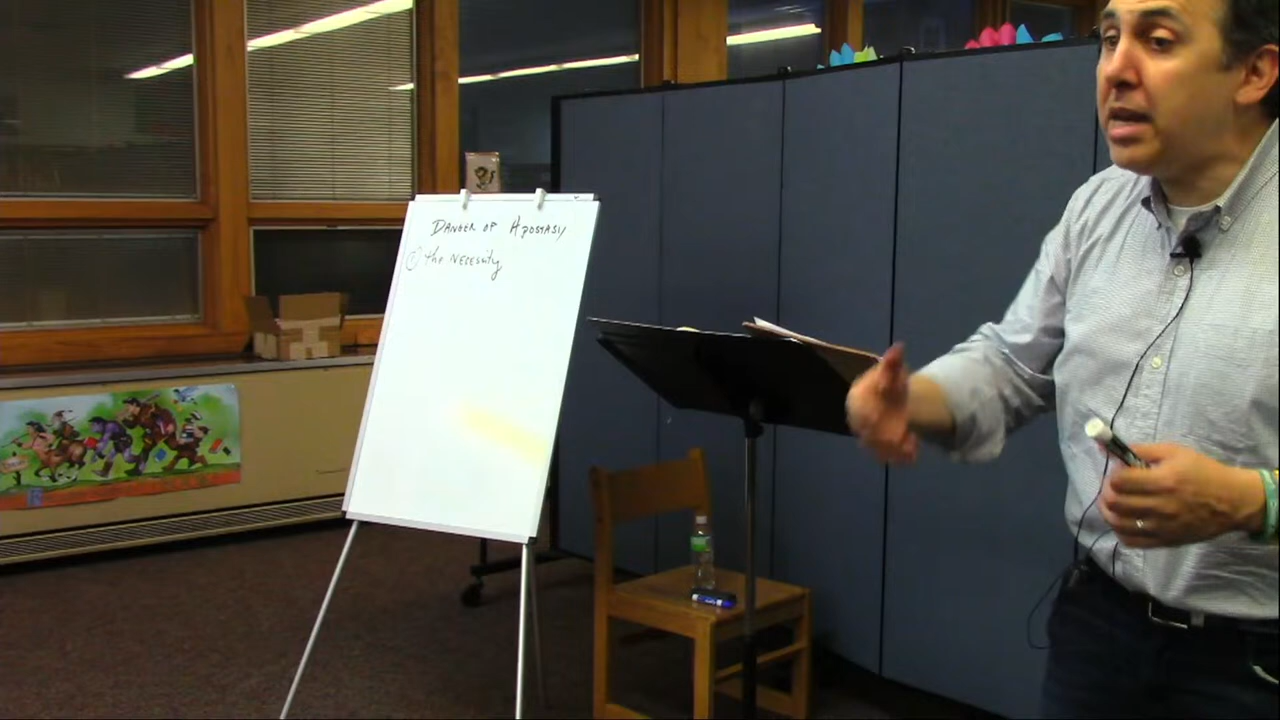 DANGER OF APOSTASY
① the NECESSITY